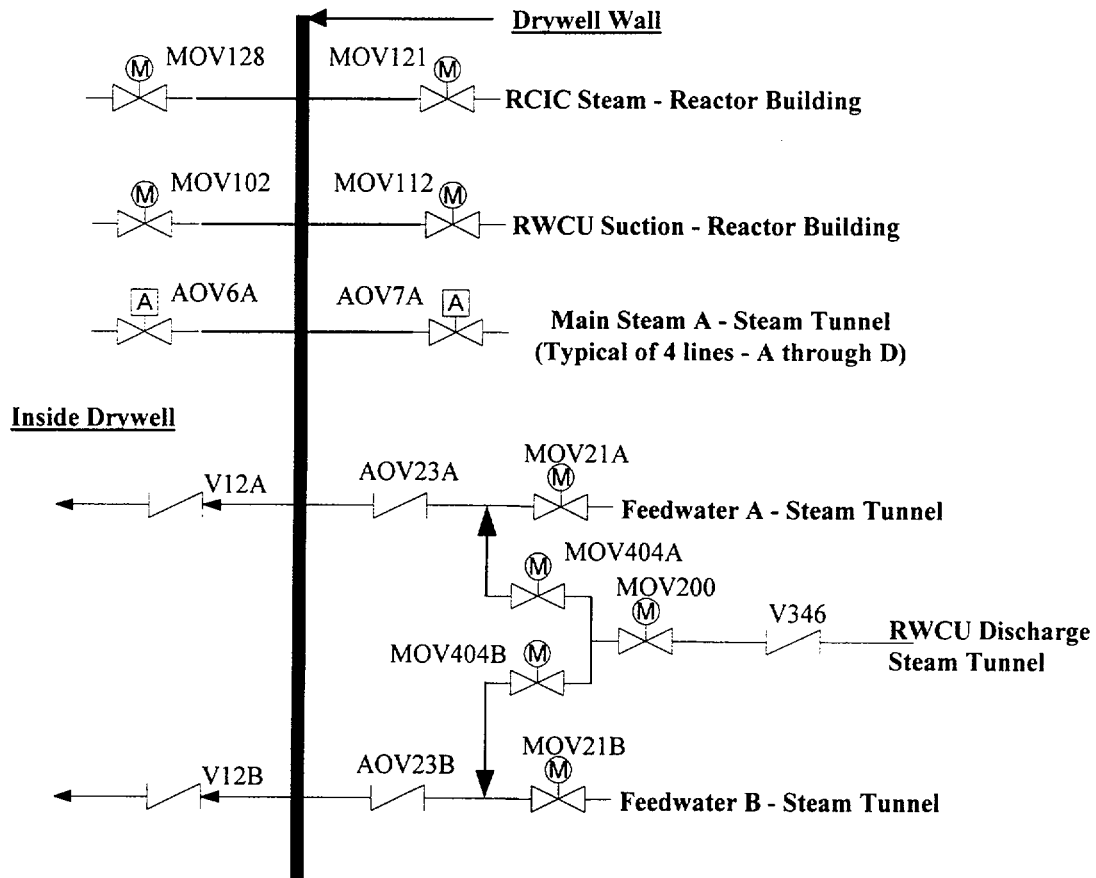 Drywell Wall
MOV128
MOV121
M
M
RCIC Steam - Reactor Building
MOV102
MOV112
M
M
RWCU Suction - Reactor Building
AOV6A
AOV7A
A
A
Main Steam A - Steam Tunnel
(Typical of 4 lines - A through D)
Inside Drywell
MOV21A
V12A
AOV23A
M
Feedwater A - Steam Tunnel
MOV404A
M
MOV200
M
V346
RWCU Discharge
Steam Tunnel
MOV404B
M
MOV21B
V12B
AOV23B
M
Feedwater B - Steam Tunnel